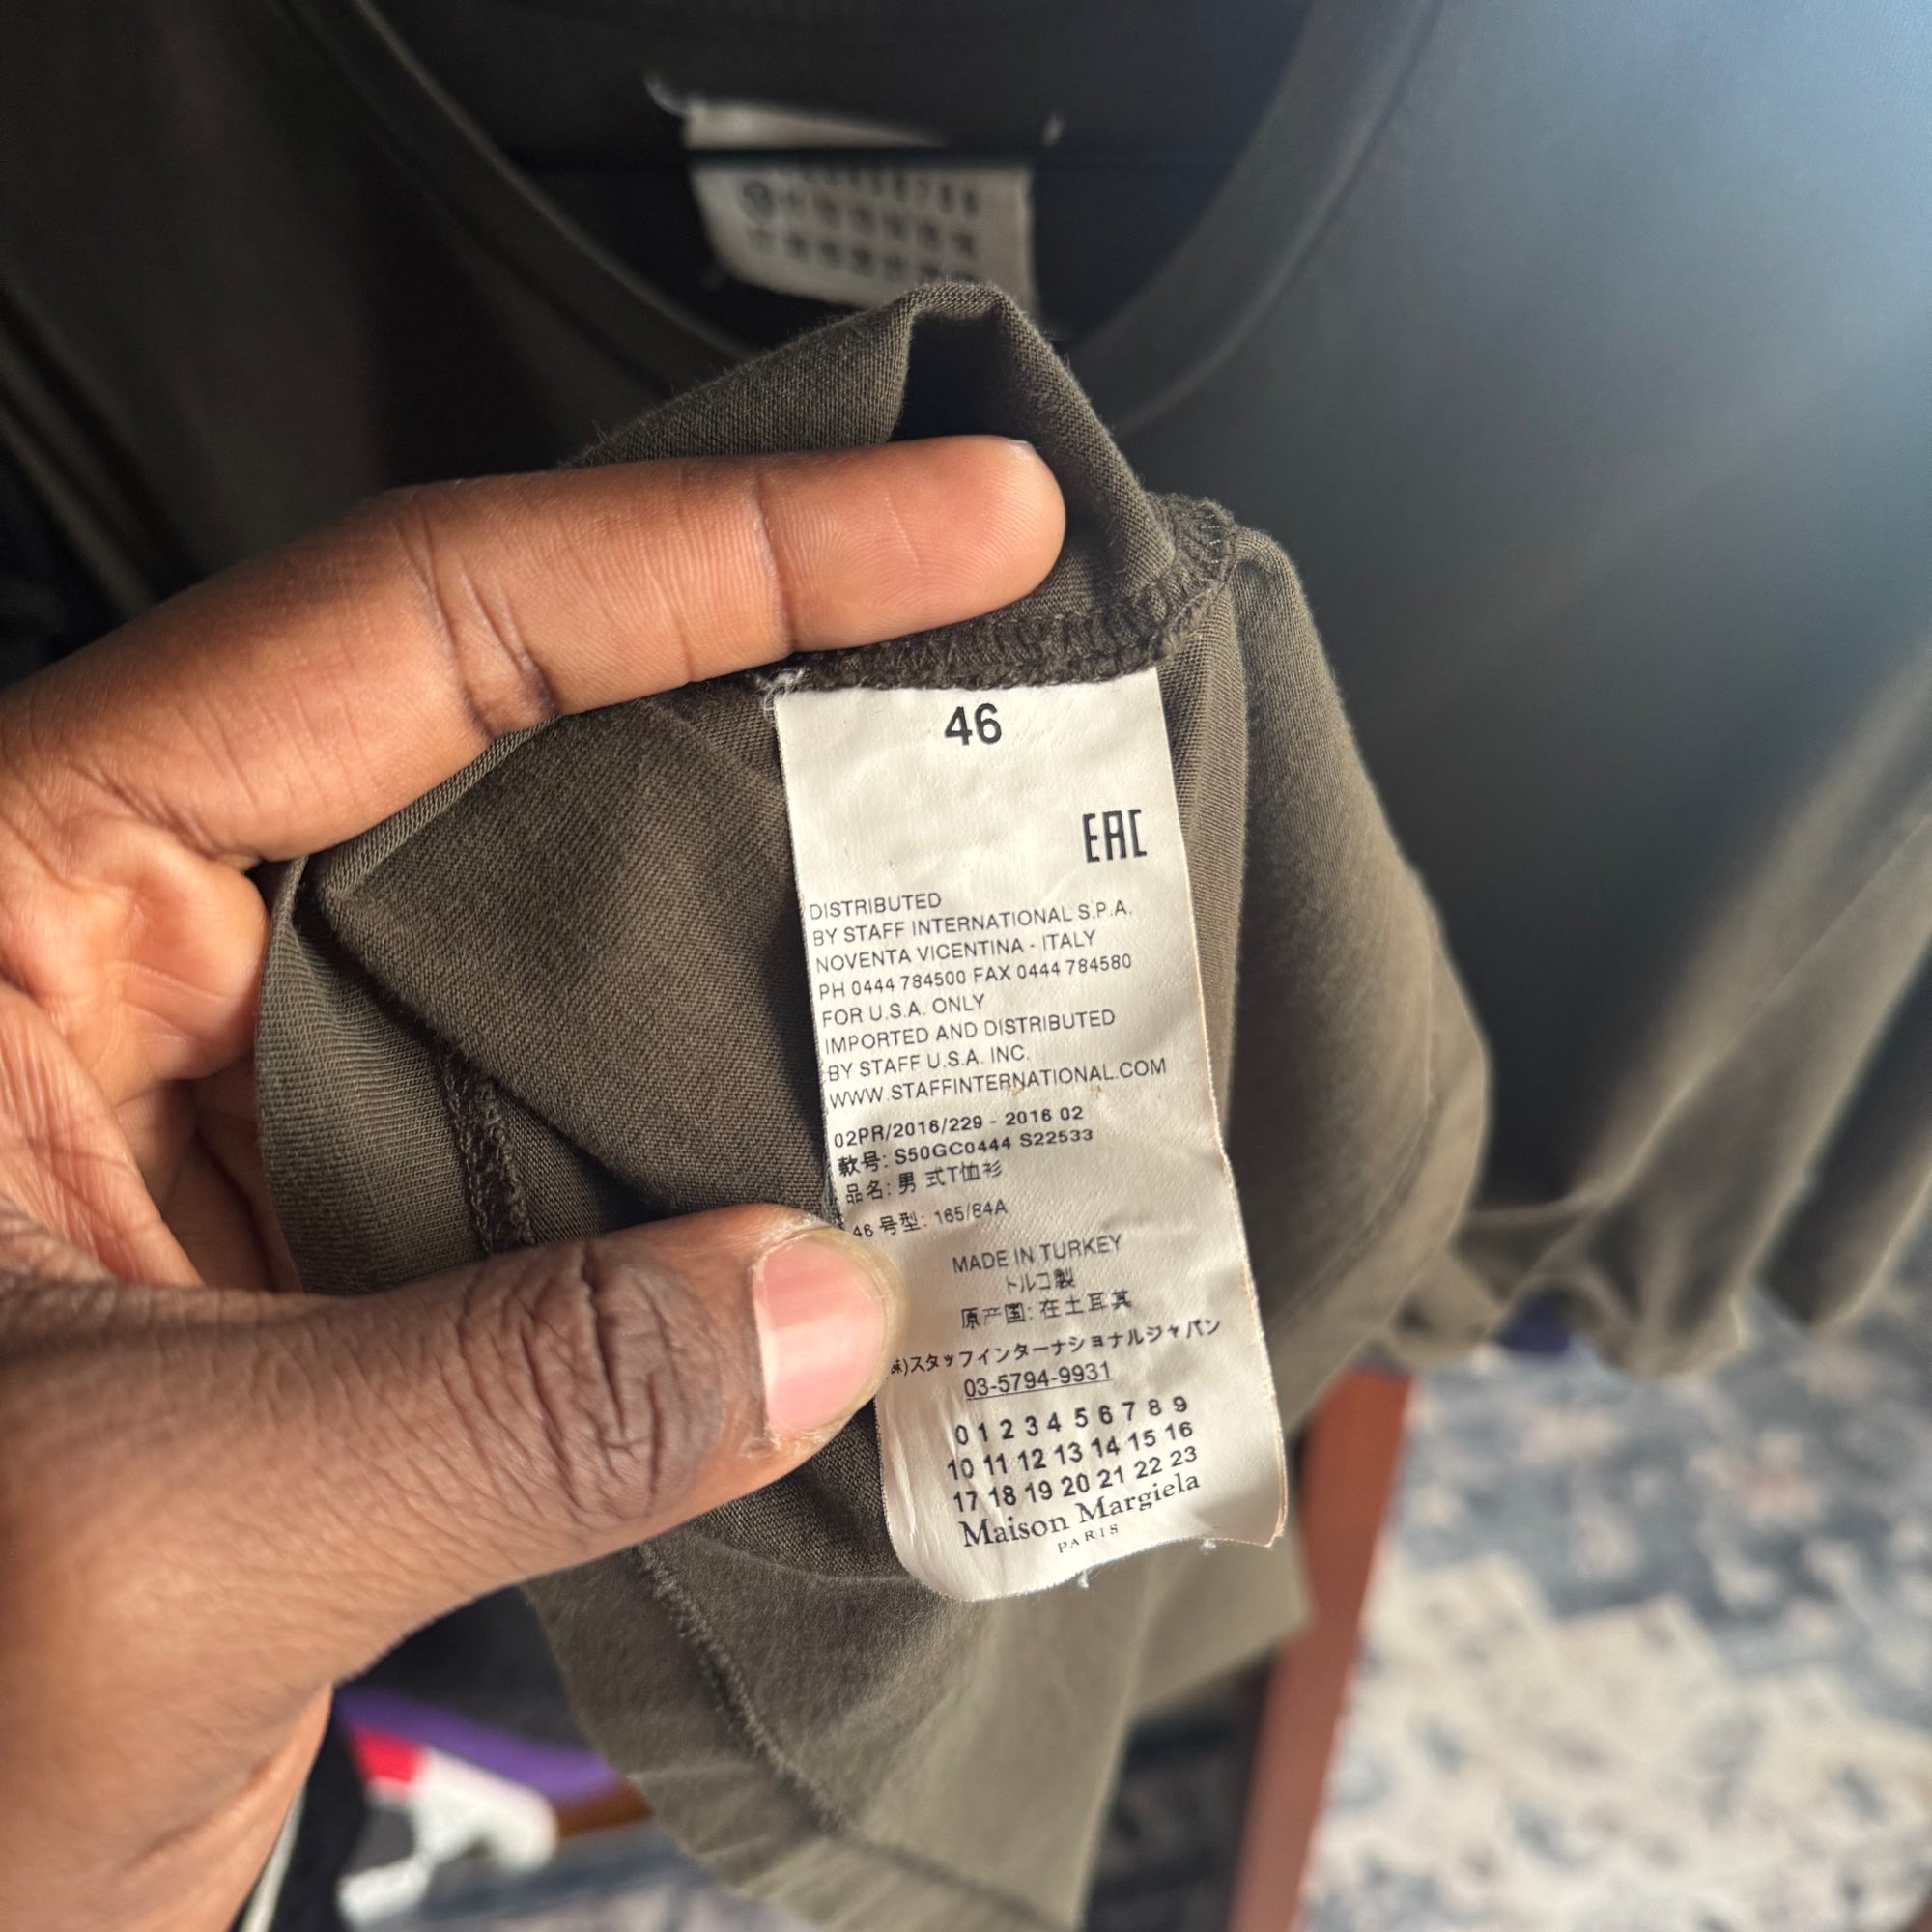 46
EAC
DISTRIBUTED
BY STAFF INTERNATIONAL S.P.A.
NOVENTA VICENTINA - ITALY
PH 0444 784500 FAX 0444 784580
FOR U.S.A. ONLY
IMPORTED AND DISTRIBUTED
BY STAFF U.S.A. INC.
WWW.STAFFINTERNATIONAL.COM
02PR/2016/229 - 2016 02
款号: S50GC0444 S22533
品名: 男 式T恤衫
46 号型: 165/84A
MADE IN TURKEY
トルコ製
原产国: 在土耳其
株)スタッフインターナショナルジャパン
03-5794-9931
0 1 2 3 4 5 6 7 8 9
10 11 12 13 14 15 16
17 18 19 20 21 22 23
Maison Margiela
PARIS